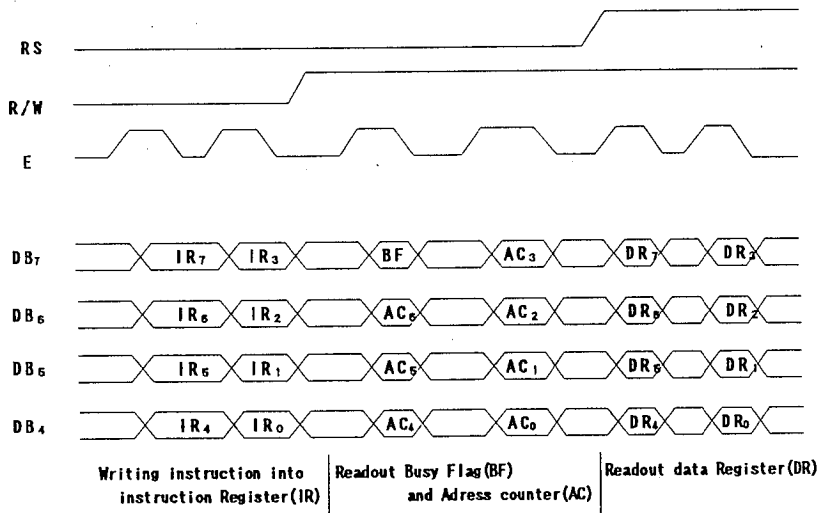 RS
R/W
E
DB₇ IR₇ IR₃ BF AC₃ DR₇ DR₃
DB₆ IR₆ IR₂ AC₆ AC₂ DR₆ DR₂
DB₅ IR₅ IR₁ AC₅ AC₁ DR₅ DR₁
DB₄ IR₄ IR₀ AC₄ AC₀ DR₄ DR₀
Writing instruction into
instruction Register(IR)
Readout Busy Flag(BF)
and Adress counter(AC)
Readout data Register(DR)